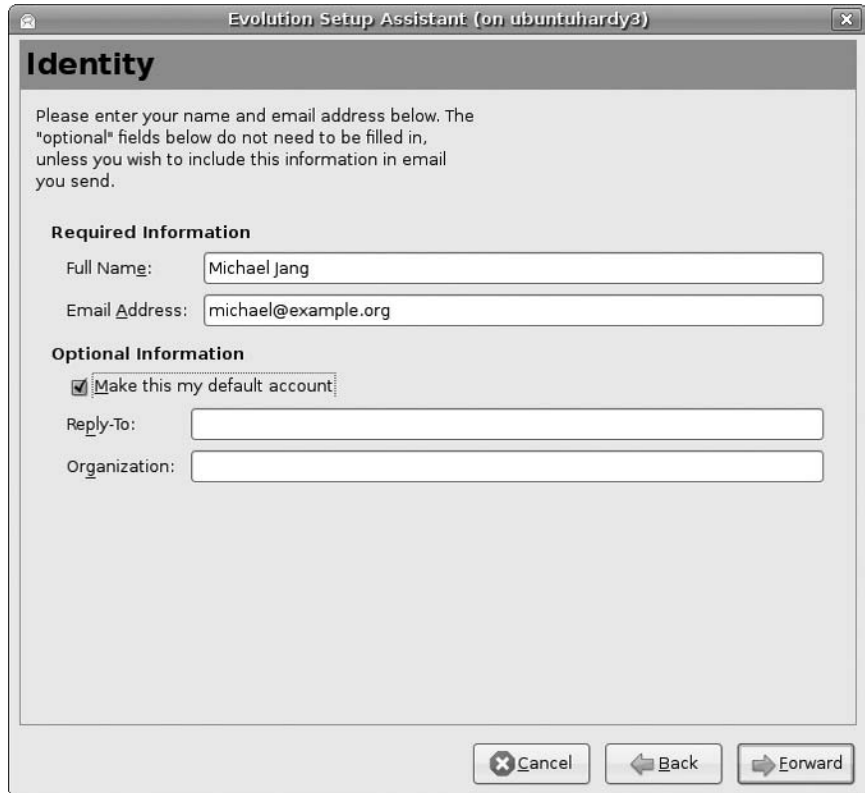 Evolution Setup Assistant (on ubuntuhardy3)
Identity
Please enter your name and email address below. The
"optional" fields below do not need to be filled in,
unless you wish to include this information in email
you send.
Required Information
Full Name: Michael Jang
Email Address: michael@example.org
Optional Information
Make this my default account
Reply-To:
Organization:
Cancel Back Forward